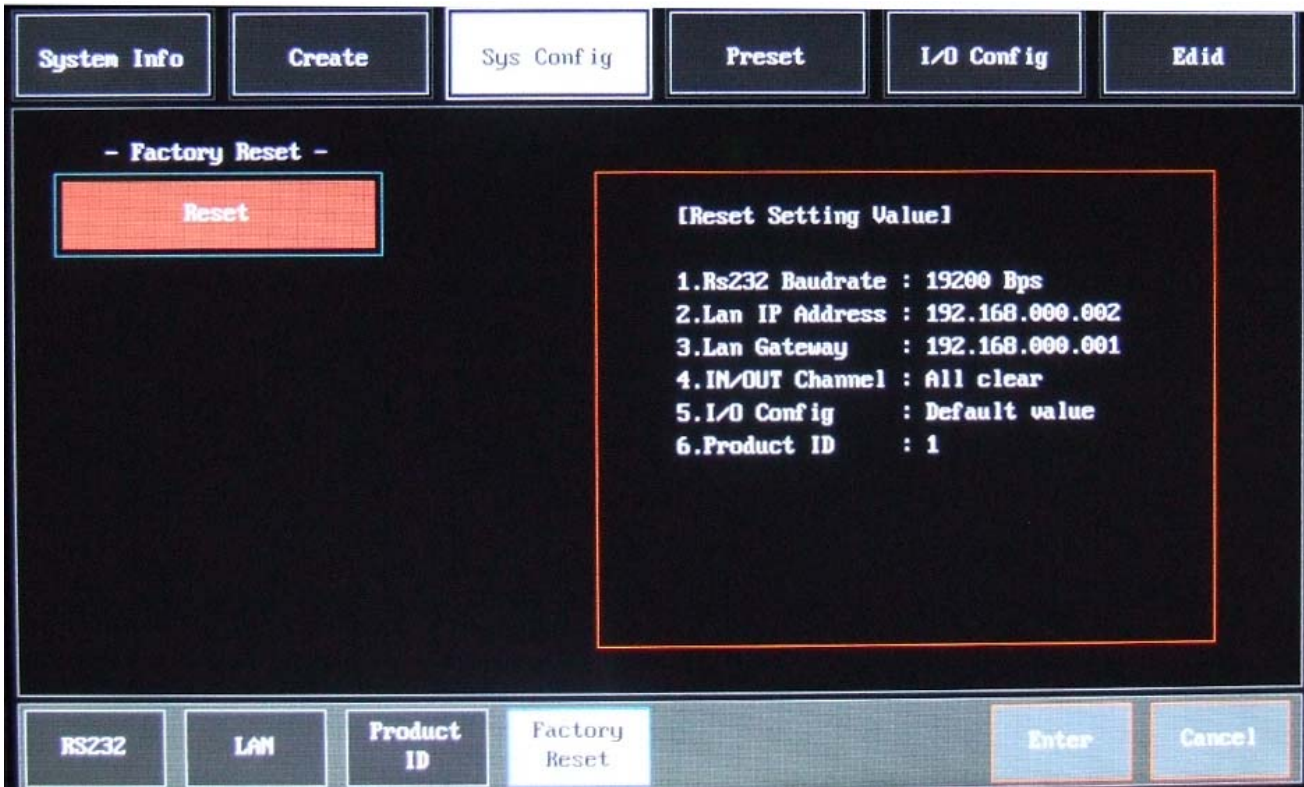 System Info
Create
Sys Config
Preset
I/O Config
Edid
- Factory Reset -
Reset
[Reset Setting Value]
1.Rs232 Baudrate : 19200 Bps
2.Lan IP Address : 192.168.000.002
3.Lan Gateway : 192.168.000.001
4.IN/OUT Channel : All clear
5.I/O Config : Default value
6.Product ID : 1
RS232
LAN
Product
ID
Factory
Reset
Enter
Cancel